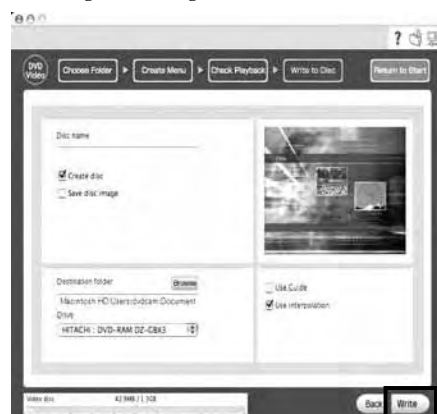 ?
DVD
Video
Choose Folder
Create Menu
Check Playback
Write to Disc
Return to Start
Disc name
Create disc
Save disc image
Destination folder
Browse
Macintosh HD:Users:dvdcam:Document
Drive
HITACHI : DVD-RAM DZ-GBX3
Use Guide
Use interpolation
Video disc
Back
Write